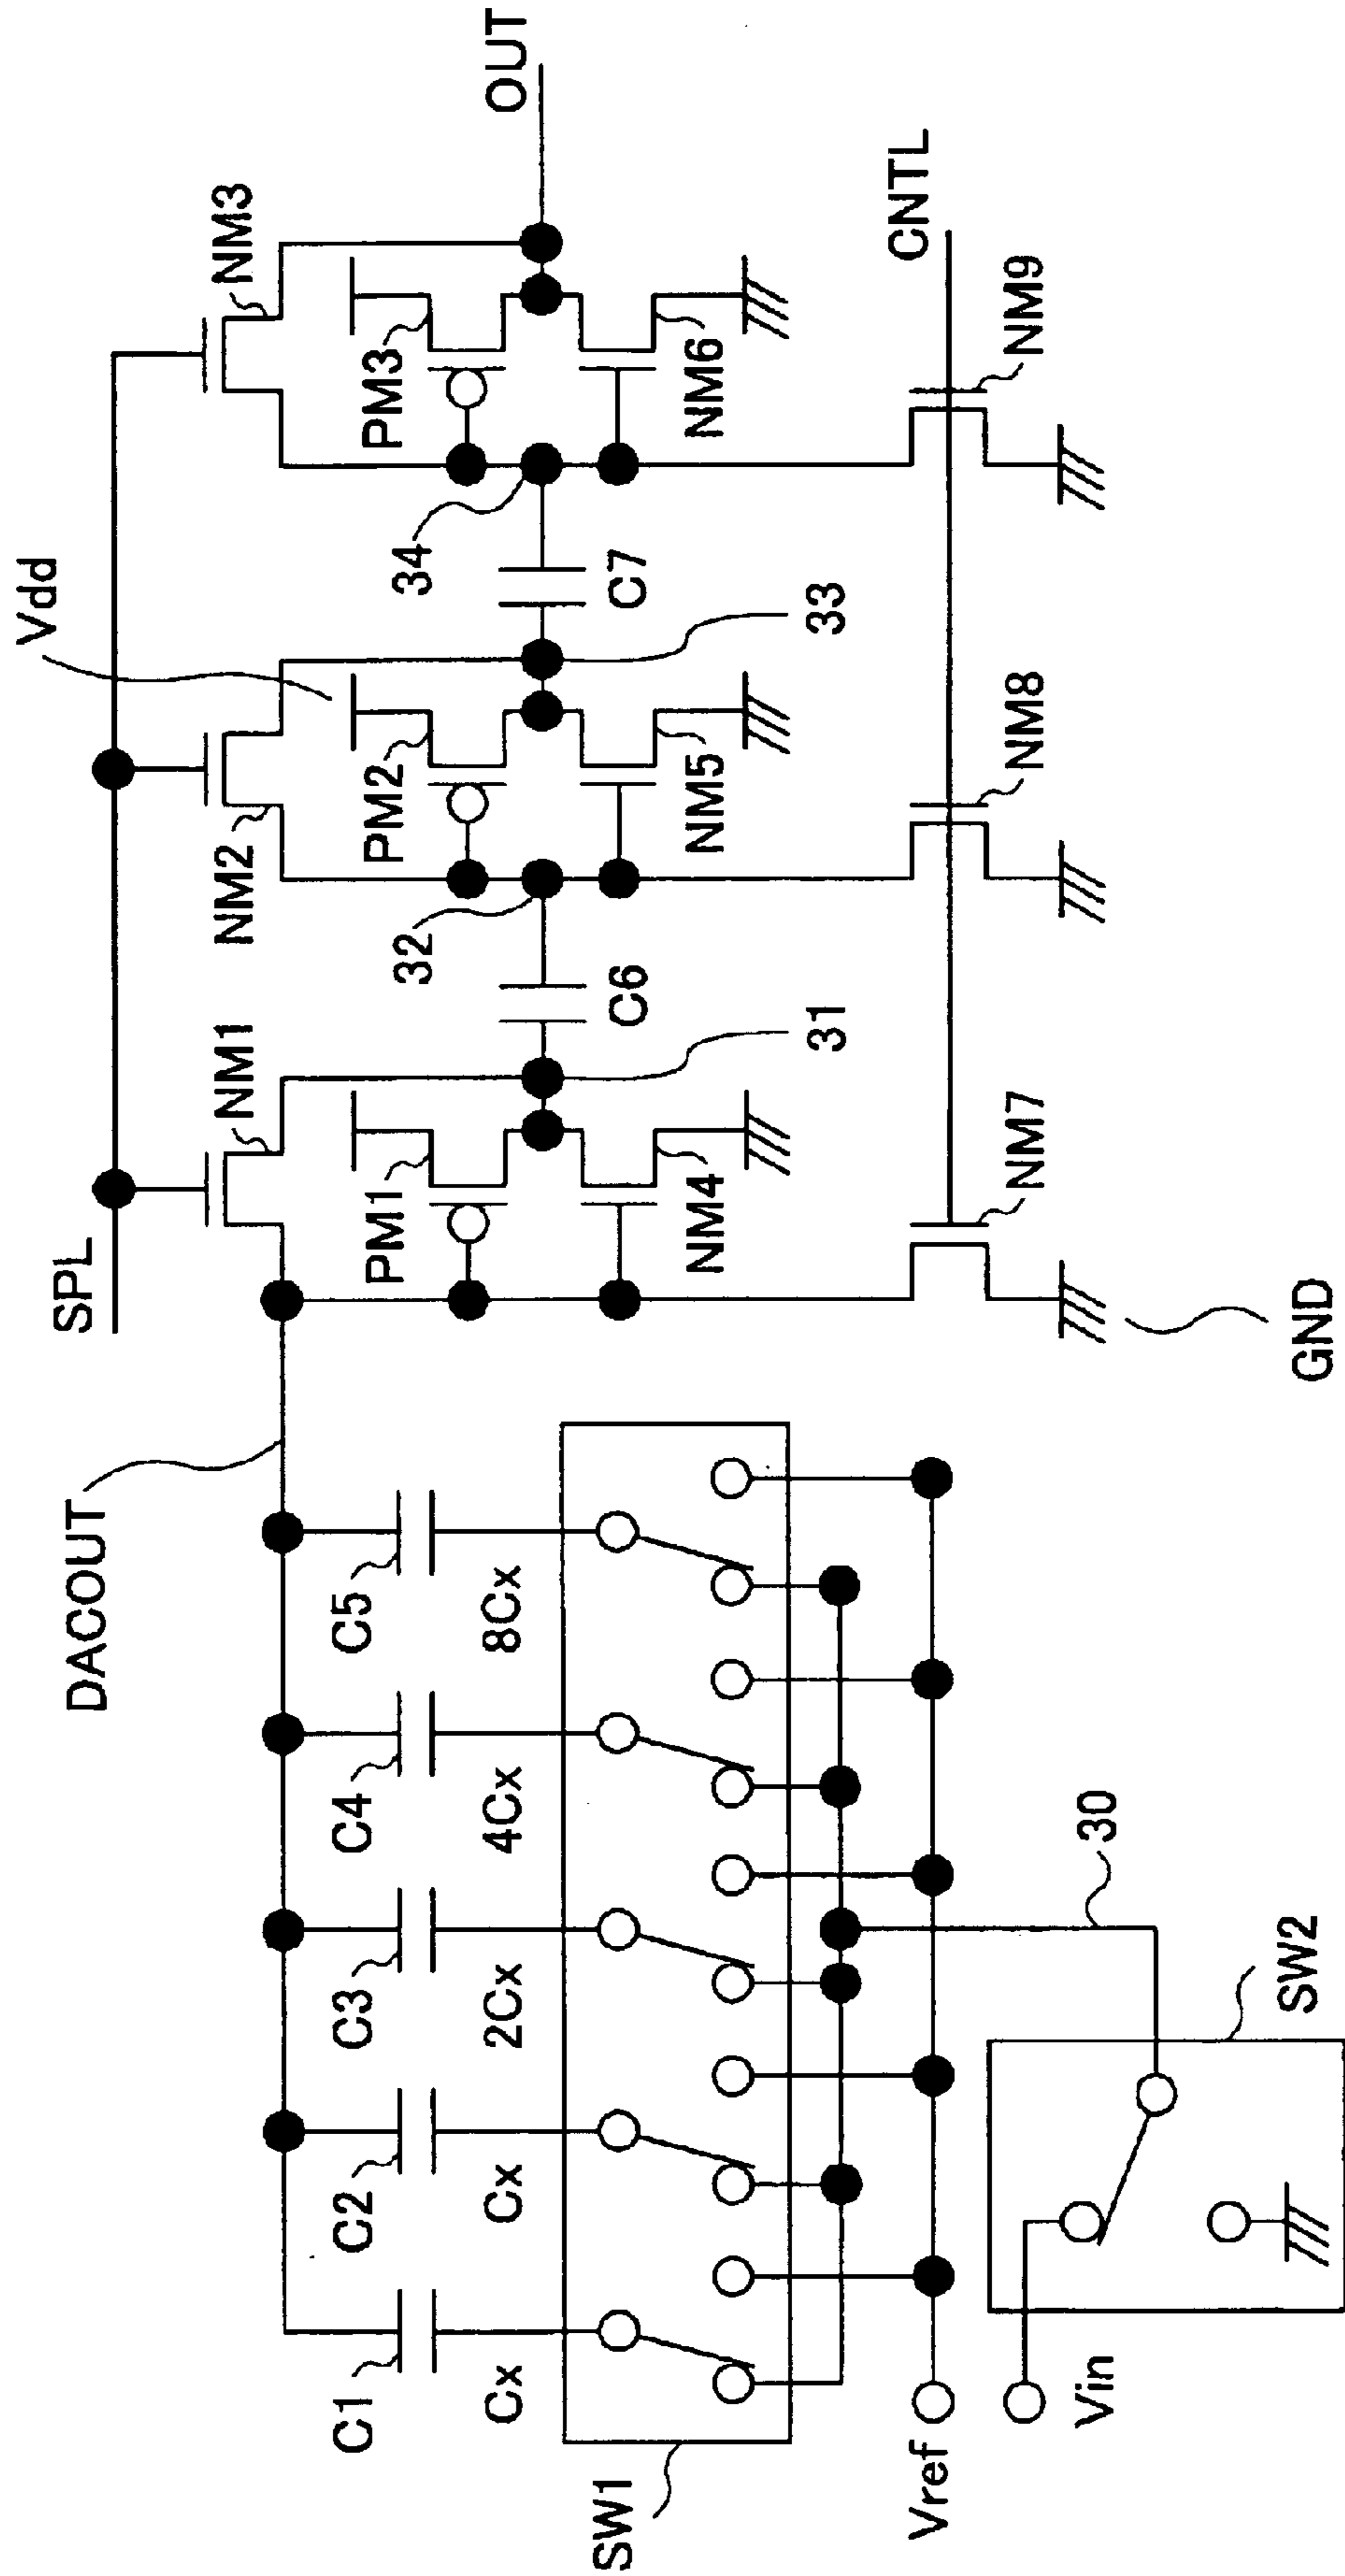 SPL
Vdd
DACOUT
NM1
NM2
NM3
OUT
C1
C2
C3
C4
C5
PM1
PM2
PM3
32
34
Cx
Cx
2Cx
4Cx
8Cx
C6
C7
NM4
NM5
NM6
SW1
31
33
CNTL
Vref
Vin
30
NM7
NM8
NM9
SW2
GND